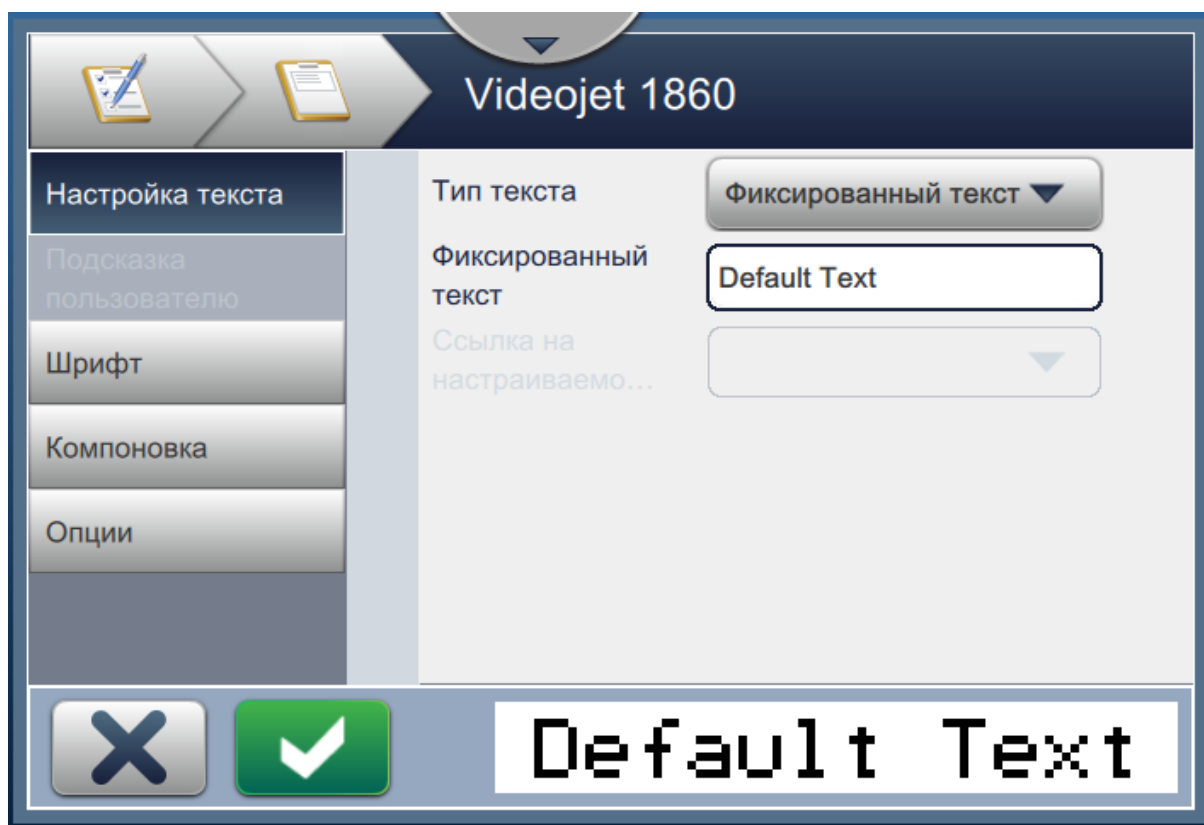 Videojet 1860
Настройка текста
Подсказка
пользователю
Шрифт
Компоновка
Опции
Тип текста
Фиксированный текст
Фиксированный
текст
Default Text
Ссылка на
настраиваемо...
Default Text